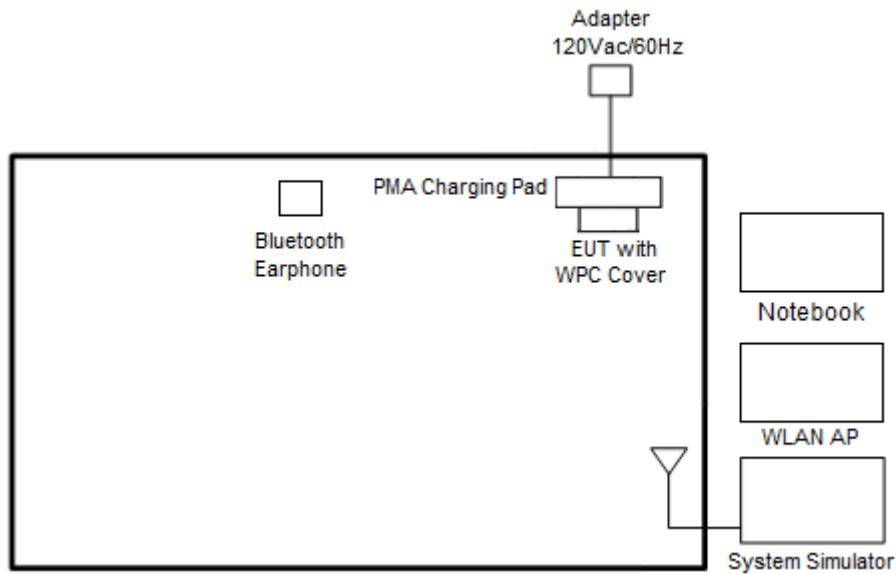 Adapter
120Vac/60Hz
PMA Charging Pad
Bluetooth
Earphone
EUT with
WPC Cover
Notebook
WLAN AP
System Simulator